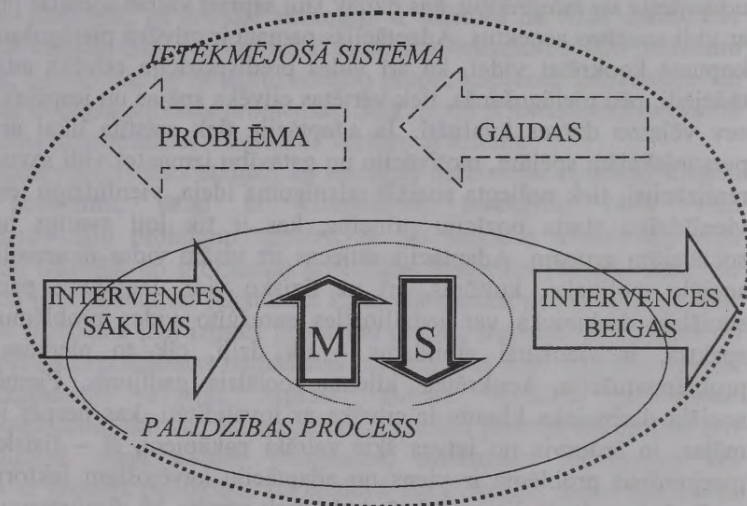 IETEKMĒJOŠĀ SISTĒMA
PROBLĒMA
GAIDAS
INTERVENCES
SĀKUMS
M
S
INTERVENCES
BEIGAS
PALĪDZĪBAS PROCESS